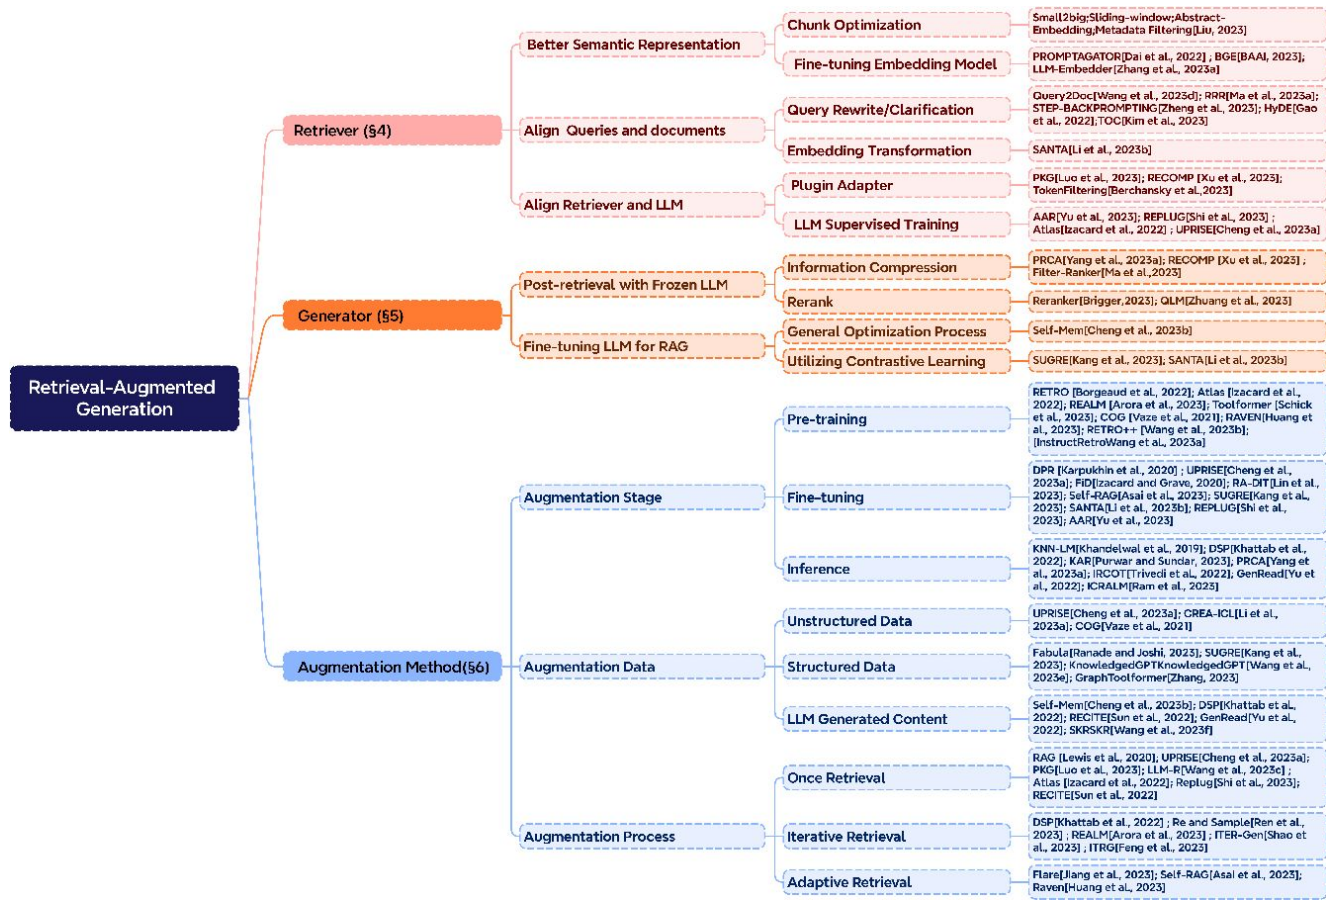 Chunk Optimization
Small2big;Sliding-window;Abstract-
Embedding;Metadata Filtering[Liu, 2023]
Better Semantic Representation
Fine-tuning Embedding Model
PROMPTAGATOR[Dai et al., 2022] ; BGE[BAAI, 2023];
LLM-Embedder[Zhang et al., 2023a]
Query Rewrite/Clarification
Query2Doc[Wang et al., 2023d]; RRR[Ma et al., 2023a];
STEP-BACKPROMPTING[Zheng et al., 2023]; HyDE[Gao
et al., 2022];TOC[Kim et al., 2023]
Retriever (§4)
Align Queries and documents
Embedding Transformation
SANTA[Li et al., 2023b]
Plugin Adapter
PKG[Luo et al., 2023]; RECOMP [Xu et al., 2023];
TokenFiltering[Berchansky et al.,2023]
Align Retriever and LLM
LLM Supervised Training
AAR[Yu et al., 2023]; REPLUG[Shi et al., 2023] ;
Atlas[Izacard et al., 2022] ; UPRISE[Cheng et al., 2023a]
Information Compression
PRCA[Yang et al., 2023a]; RECOMP [Xu et al., 2023] ;
Filter-Ranker[Ma et al.,2023]
Post-retrieval with Frozen LLM
Rerank
Reranker[Brigger,2023]; QLM[Zhuang et al., 2023]
Generator (§5)
General Optimization Process
Self-Mem[Cheng et al., 2023b]
Fine-tuning LLM for RAG
Utilizing Contrastive Learning
SUGRE[Kang et al., 2023]; SANTA[Li et al., 2023b]
Retrieval-Augmented
Generation
Pre-training
RETRO [Borgeaud et al., 2022]; Atlas [Izacard et al.,
2022]; REALM [Arora et al., 2023]; Toolformer [Schick
et al., 2023]; COG [Vaze et al., 2021]; RAVEN[Huang
et al., 2023]; RETRO++ [Wang et al., 2023b];
[InstructRetroWang et al., 2023a]
Augmentation Stage
Fine-tuning
DPR [Karpukhin et al., 2020] ; UPRISE[Cheng et al.,
2023a]; FiD[Izacard and Grave, 2020]; RA-DIT[Lin et al.,
2023]; Self-RAG[Asai et al., 2023]; SUGRE[Kang et al.,
2023]; SANTA[Li et al., 2023b]; REPLUG[Shi et al.,
2023]; AAR[Yu et al., 2023]
Inference
KNN-LM[Khandelwal et al., 2019]; DSP[Khattab et al.,
2022]; KAR[Purwar and Sundar, 2023]; PRCA[Yang et
al., 2023a]; IRCOT[Trivedi et al., 2022]; GenRead[Yu et
al., 2022]; ICRALM[Ram et al., 2023]
Unstructured Data
UPRISE[Cheng et al., 2023a]; CREA-ICL[Li et al.,
2023a]; COG[Vaze et al., 2021]
Augmentation Method(§6)
Augmentation Data
Structured Data
Fabula[Ranade and Joshi, 2023]; SUGRE[Kang et al.,
2023]; KnowledgedGPTKnowledgedGPT[Wang et al.,
2023e]; GraphToolformer[Zhang, 2023]
LLM Generated Content
Self-Mem[Cheng et al., 2023b]; DSP[Khattab et al.,
2022]; RECITE[Sun et al., 2022]; GenRead[Yu et al.,
2022]; SKRSKR[Wang et al., 2023f]
Once Retrieval
RAG [Lewis et al., 2020]; UPRISE[Cheng et al., 2023a];
PKG[Luo et al., 2023]; LLM-R[Wang et al., 2023c] ;
Atlas [Izacard et al., 2022]; Replug[Shi et al., 2023];
RECITE[Sun et al., 2022]
Augmentation Process
Iterative Retrieval
DSP[Khattab et al., 2022] ; Re and Sample[Ren et al.,
2023] ; REALM[Arora et al., 2023] ; ITER-Gen[Shao et
al., 2023] ; ITRG[Feng et al., 2023]
Adaptive Retrieval
Flare[Jiang et al., 2023]; Self-RAG[Asai et al., 2023];
Raven[Huang et al., 2023]